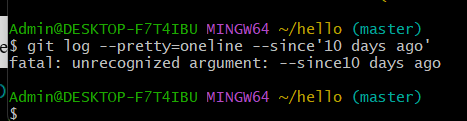 Admin@DESKTOP-F7T4IBU MINGW64 ~/hello (master)
$ git log --pretty=oneline --since'10 days ago'
fatal: unrecognized argument: --since10 days ago
Admin@DESKTOP-F7T4IBU MINGW64 ~/hello (master)
$